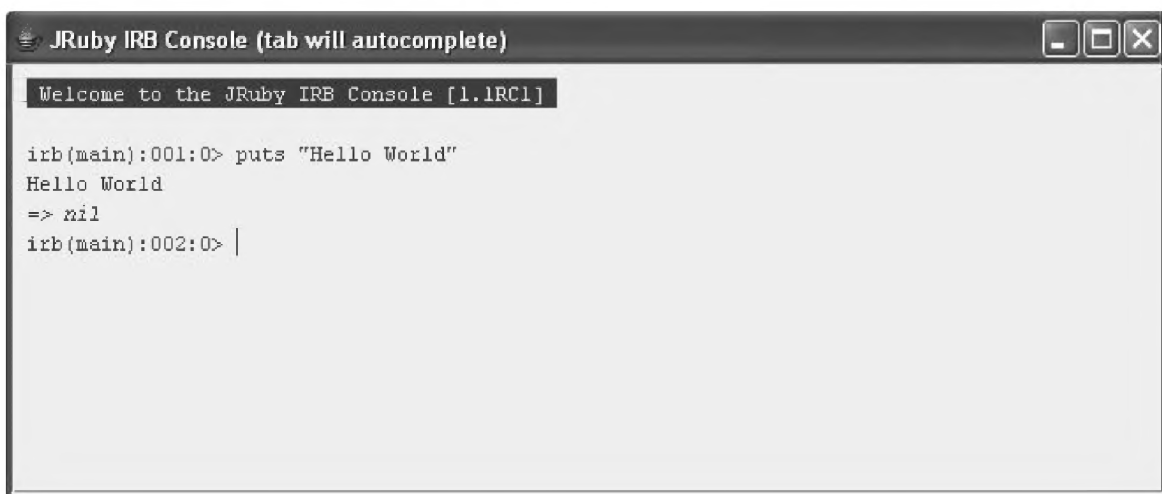 JRuby IRB Console (tab will autocomplete)
Welcome to the JRuby IRB Console [1.1RC1]
irb(main):001:0> puts "Hello World"
Hello World
=> nil
irb(main):002:0>